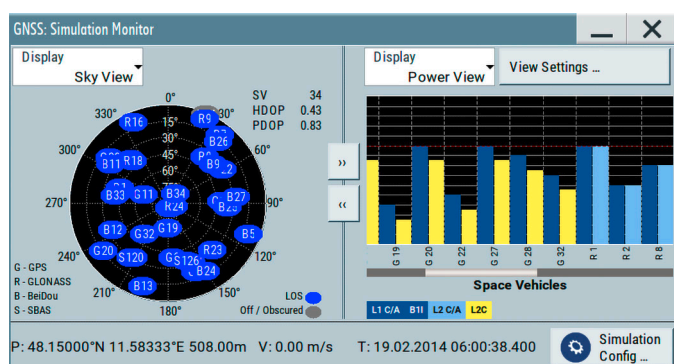 GNSS: Simulation Monitor
Display
Sky View
SV 34
HDOP 0.43
PDOP 0.83
0°
330°
30°
15°
30°
45°
60°
300°
60°
270°
90°
240°
120°
210°
150°
180°
R16
R9
B26
B11
R18
B9
B33
G11
B34
R24
B27
B12
G32
G19
B5
G20
S120
R23
S126
B24
B13
G - GPS
R - GLONASS
B - BeiDou
S - SBAS
LOS
Off / Obscured
››
‹‹
Display
Power View
View Settings ...
G 19
G 20
G 22
G 27
G 28
G 32
R 1
R 2
R 8
Space Vehicles
L1 C/A B1I L2 C/A L2C
P: 48.15000°N 11.58333°E 508.00m V: 0.00 m/s T: 19.02.2014 06:00:38.400
Simulation
Config ...